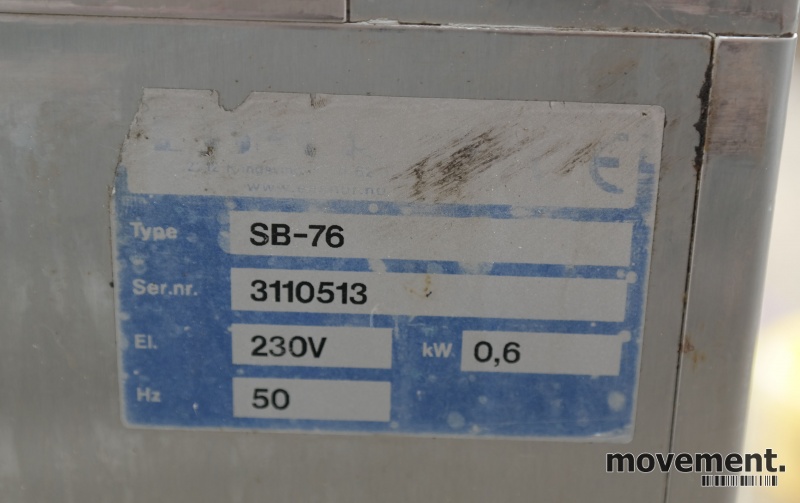 Type SB-76
Ser.nr. 3110513
El. 230V kW 0,6
Hz 50
movement.